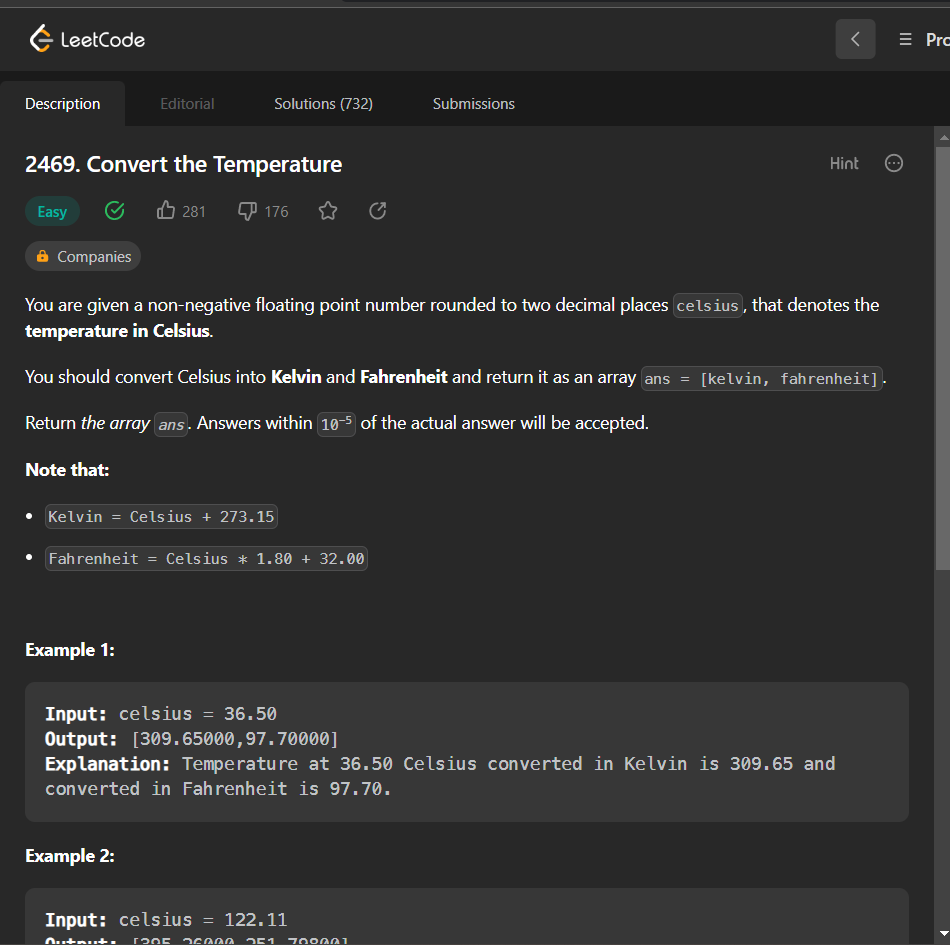 LeetCode
Pro
Description Editorial Solutions (732) Submissions
2469. Convert the Temperature
Hint
Easy 281 176
Companies
You are given a non-negative floating point number rounded to two decimal places celsius, that denotes the
temperature in Celsius.
You should convert Celsius into Kelvin and Fahrenheit and return it as an array ans = [kelvin, fahrenheit].
Return the array ans. Answers within 10⁻⁵ of the actual answer will be accepted.
Note that:
• Kelvin = Celsius + 273.15
• Fahrenheit = Celsius * 1.80 + 32.00
Example 1:
Input: celsius = 36.50
Output: [309.65000,97.70000]
Explanation: Temperature at 36.50 Celsius converted in Kelvin is 309.65 and
converted in Fahrenheit is 97.70.
Example 2:
Input: celsius = 122.11
Output: [395.26000,251.79800]